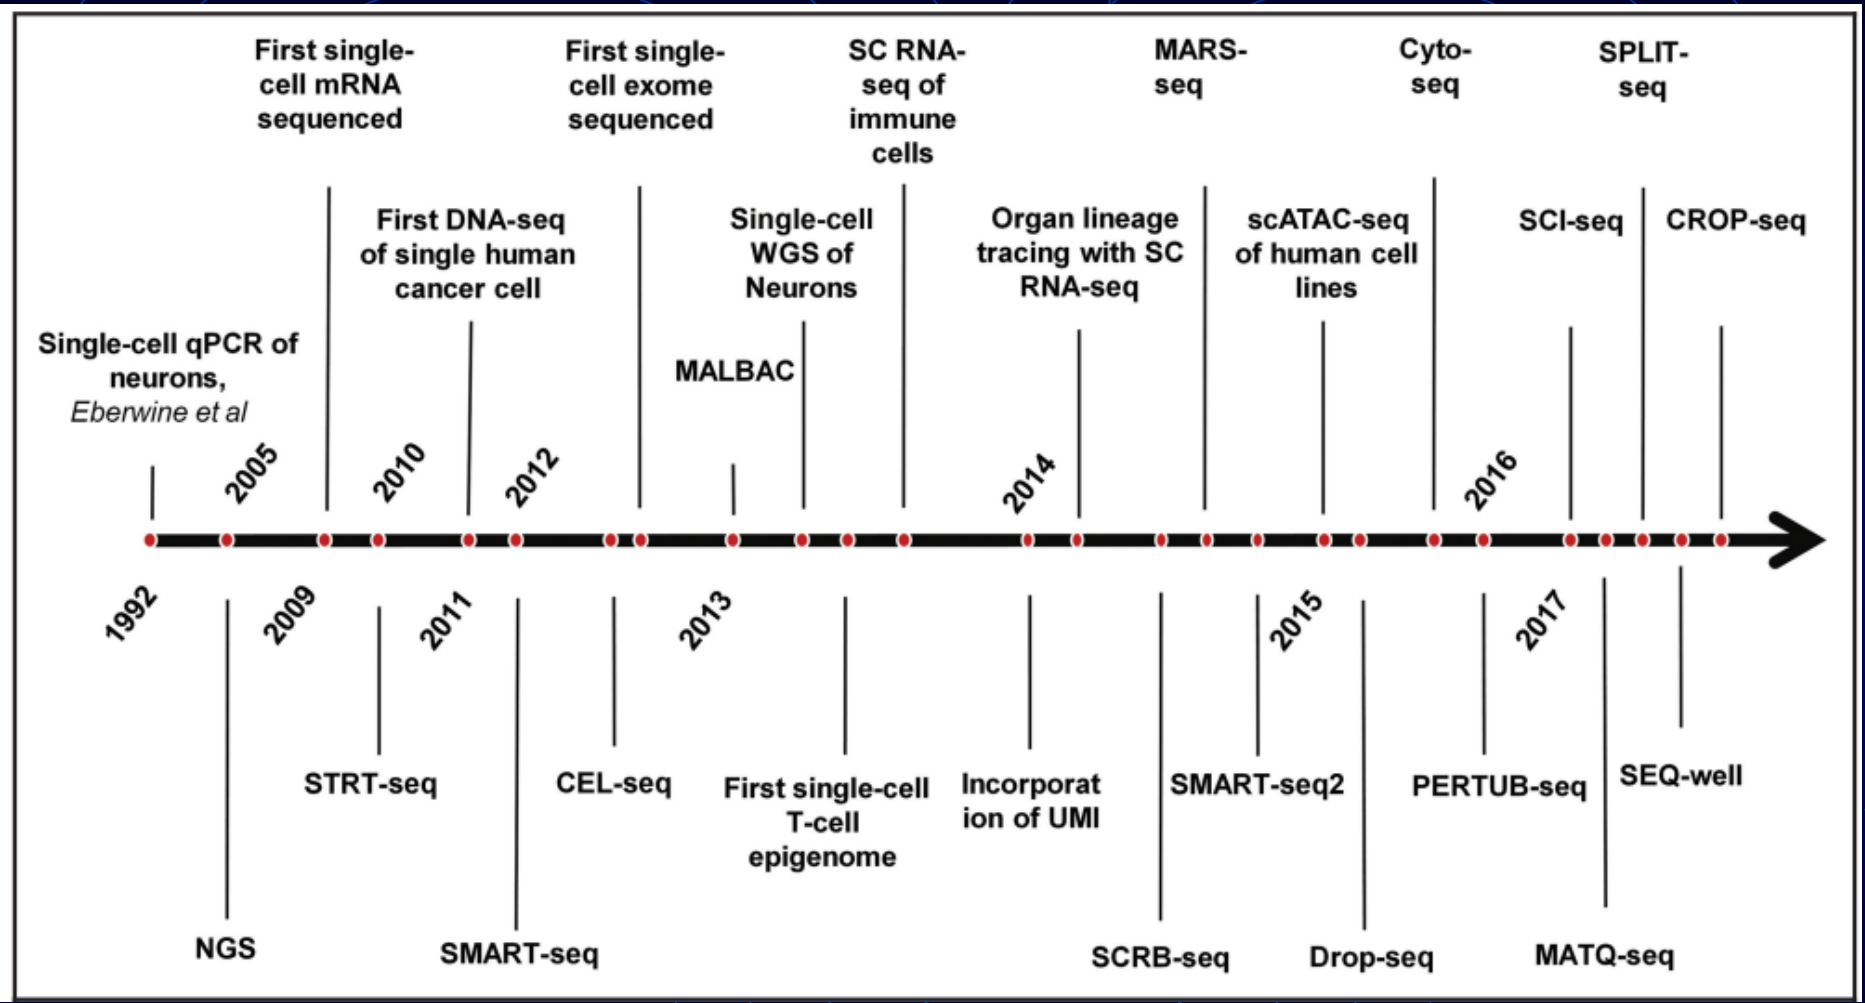 First single-
cell mRNA
sequenced
First single-
cell exome
sequenced
SC RNA-
seq of
immune
cells
MARS-
seq
Cyto-
seq
SPLIT-
seq
First DNA-seq
of single human
cancer cell
Single-cell
WGS of
Neurons
Organ lineage
tracing with SC
RNA-seq
scATAC-seq
of human cell
lines
SCI-seq
CROP-seq
Single-cell qPCR of
neurons,
Eberwine et al
MALBAC
2005
2010
2012
2014
2016
1992
2009
2011
2013
2015
2017
STRT-seq
CEL-seq
First single-cell
T-cell
epigenome
Incorporat
ion of UMI
SMART-seq2
PERTUB-seq
SEQ-well
NGS
SMART-seq
SCRB-seq
Drop-seq
MATQ-seq